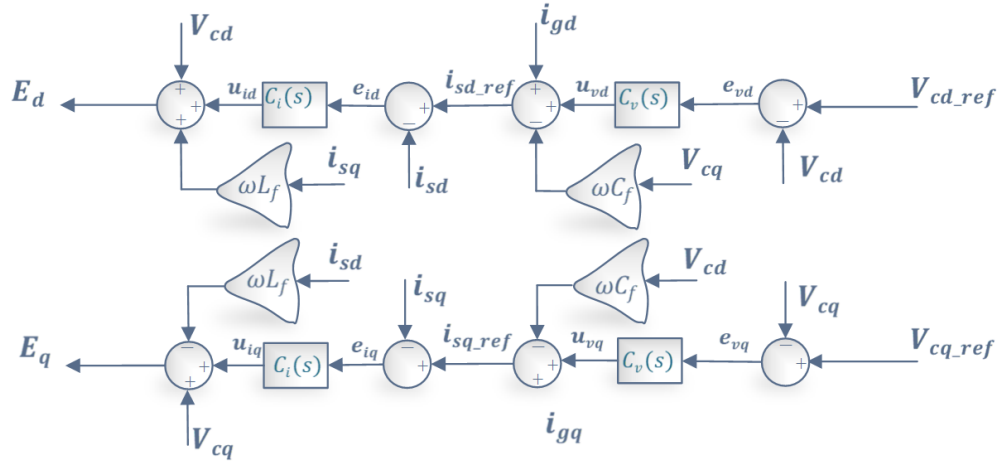 V_cd i_gd
E_d + + u_id C_i(s) e_id + − i_sd_ref + + − u_vd C_v(s) e_vd + − V_cd_ref
ωL_f i_sq i_sd ωC_f V_cq V_cd
ωL_f i_sd i_sq ωC_f V_cd V_cq
E_q − + + u_iq C_i(s) e_iq − + i_sq_ref − + + u_vq C_v(s) e_vq − + V_cq_ref
V_cq i_gq